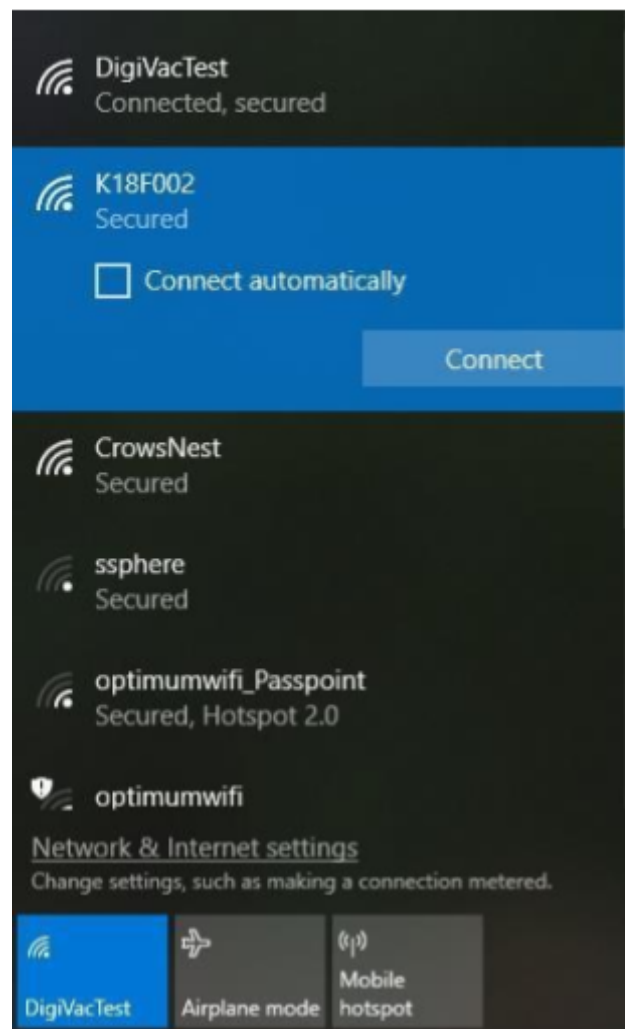 DigiVacTest
Connected, secured
K18F002
Secured
Connect automatically
Connect
CrowsNest
Secured
ssphere
Secured
optimumwifi_Passpoint
Secured, Hotspot 2.0
optimumwifi
Network & Internet settings
Change settings, such as making a connection metered.
DigiVacTest
Airplane mode
Mobile
hotspot